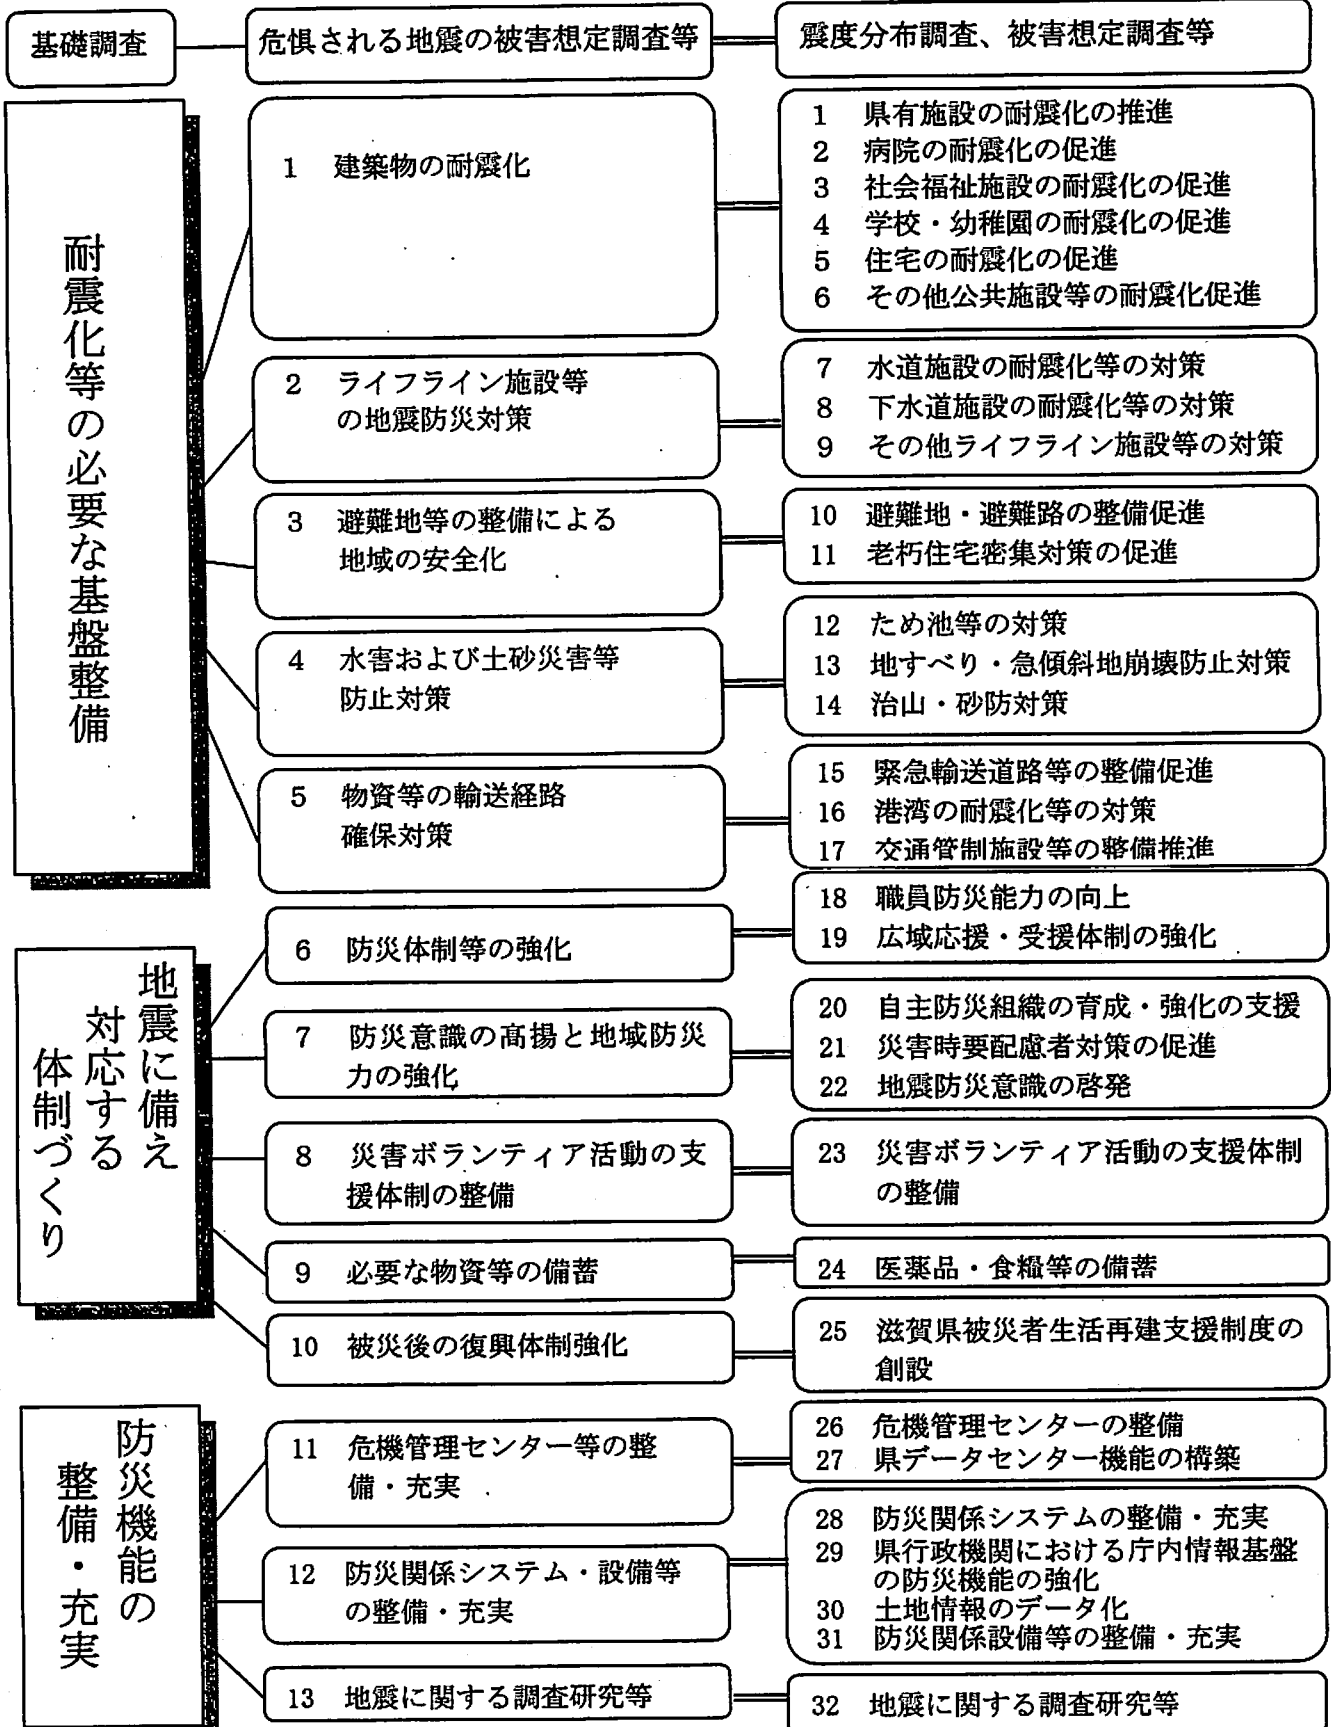 基礎調査
危惧される地震の被害想定調査等
震度分布調査、被害想定調査等
耐震化等の必要な基盤整備
1 建築物の耐震化
1 県有施設の耐震化の推進
2 病院の耐震化の促進
3 社会福祉施設の耐震化の促進
4 学校・幼稚園の耐震化の促進
5 住宅の耐震化の促進
6 その他公共施設等の耐震化促進
2 ライフライン施設等
の地震防災対策
7 水道施設の耐震化等の対策
8 下水道施設の耐震化等の対策
9 その他ライフライン施設等の対策
3 避難地等の整備による
地域の安全化
10 避難地・避難路の整備促進
11 老朽住宅密集対策の促進
4 水害および土砂災害等
防止対策
12 ため池等の対策
13 地すべり・急傾斜地崩壊防止対策
14 治山・砂防対策
5 物資等の輸送経路
確保対策
15 緊急輸送道路等の整備促進
16 港湾の耐震化等の対策
17 交通管制施設等の整備推進
地震に備え
対応する
体制づくり
6 防災体制等の強化
18 職員防災能力の向上
19 広域応援・受援体制の強化
7 防災意識の高揚と地域防災
力の強化
20 自主防災組織の育成・強化の支援
21 災害時要配慮者対策の促進
22 地震防災意識の啓発
8 災害ボランティア活動の支
援体制の整備
23 災害ボランティア活動の支援体制
の整備
9 必要な物資等の備蓄
24 医薬品・食糧等の備蓄
10 被災後の復興体制強化
25 滋賀県被災者生活再建支援制度の
創設
防災機能の
整備・充実
11 危機管理センター等の整
備・充実
26 危機管理センターの整備
27 県データセンター機能の構築
12 防災関係システム・設備等
の整備・充実
28 防災関係システムの整備・充実
29 県行政機関における庁内情報基盤
の防災機能の強化
30 土地情報のデータ化
31 防災関係設備等の整備・充実
13 地震に関する調査研究等
32 地震に関する調査研究等